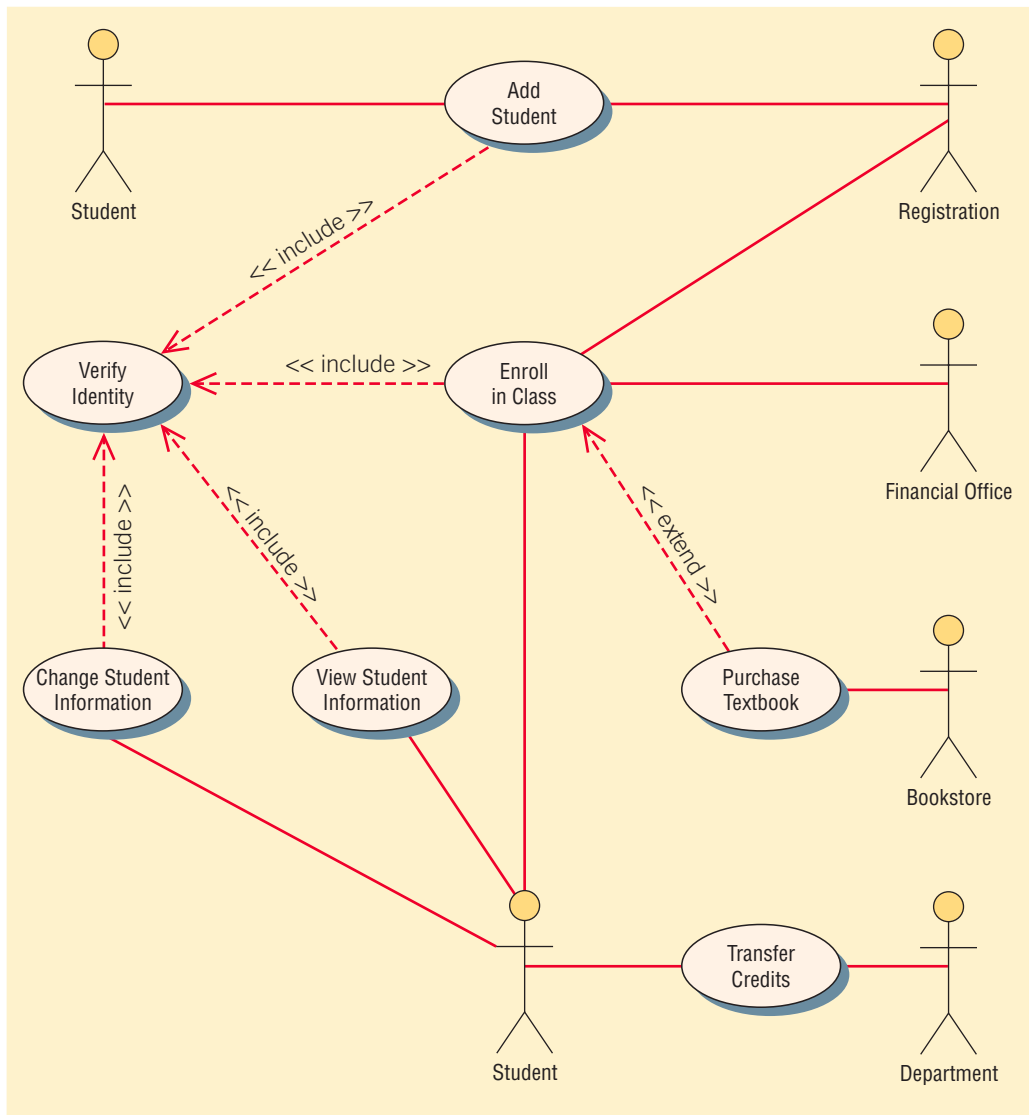 Add
Student
Student
Registration
<< include >>
Verify
Identity
<< include >>
Enroll
in Class
Financial Office
<< include >>
<< include >>
<< extend >>
Change Student
Information
View Student
Information
Purchase
Textbook
Bookstore
Transfer
Credits
Student
Department